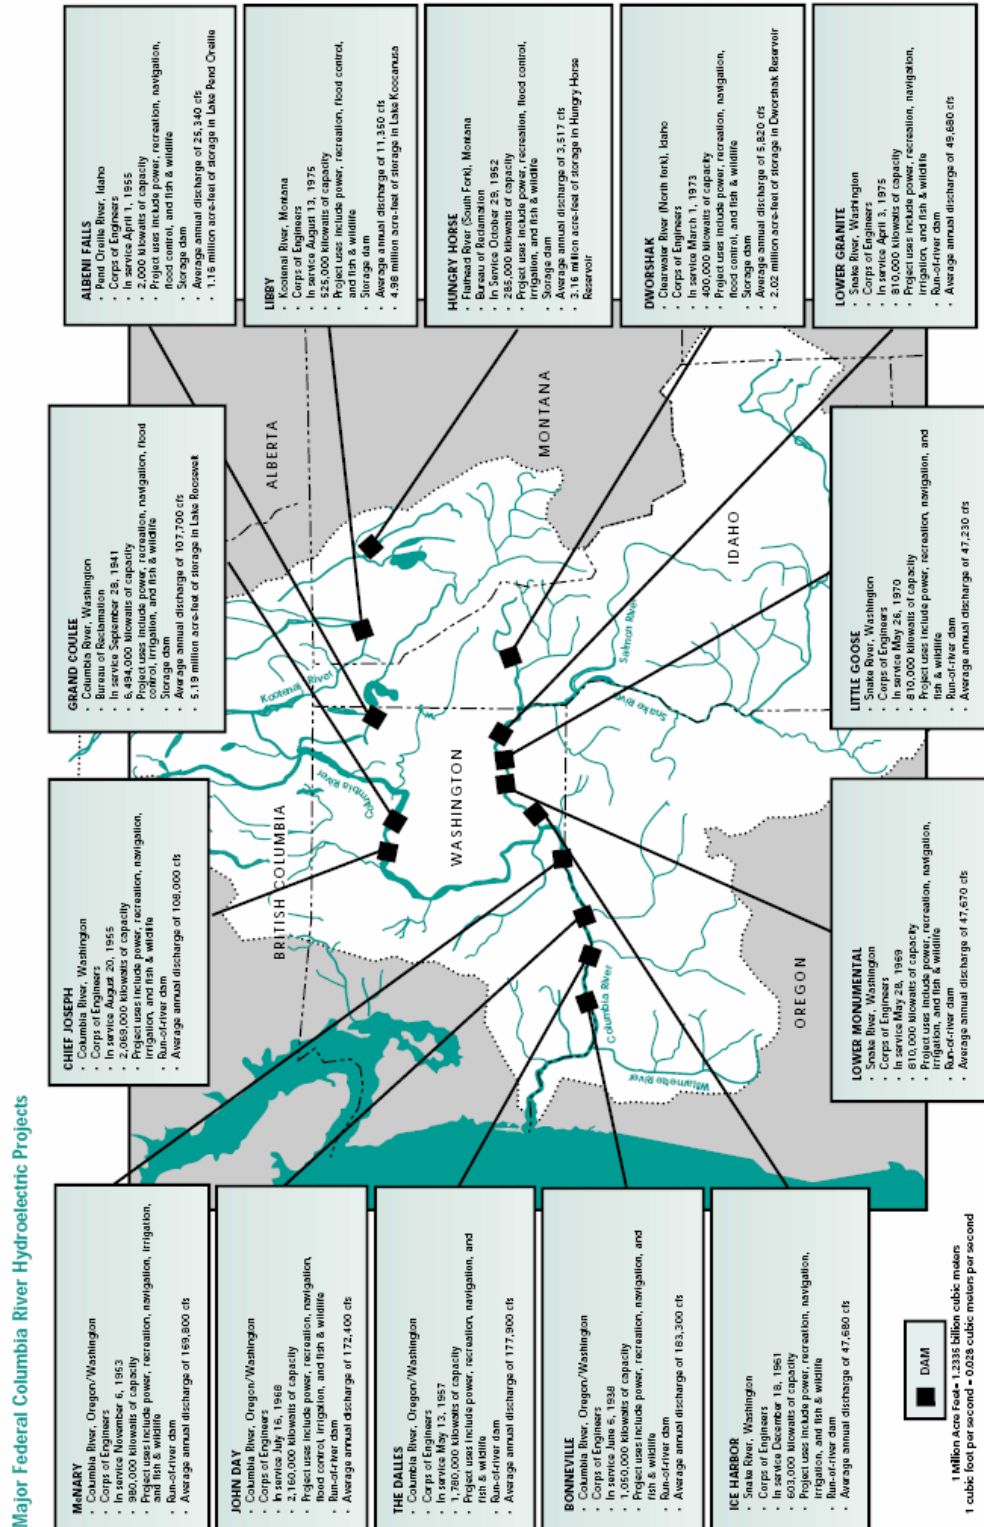 Major Federal Columbia River Hydroelectric Projects
McNARY
• Columbia River, Oregon/Washington
• Corps of Engineers
• In service November 6, 1953
• 980,000 kilowatts of capacity
• Project uses include power, recreation, navigation, irrigation,
and fish & wildlife
• Run-of-river dam
• Average annual discharge of 169,800 cfs
JOHN DAY
• Columbia River, Oregon/Washington
• Corps of Engineers
• In service July 16, 1968
• 2,160,000 kilowatts of capacity
• Project uses include power, recreation, navigation,
flood control, irrigation, and fish & wildlife
• Run-of-river dam
• Average annual discharge of 172,400 cfs
THE DALLES
• Columbia River, Oregon/Washington
• Corps of Engineers
• In service May 13, 1957
• 1,780,000 kilowatts of capacity
• Project uses include power, recreation, navigation, and
fish & wildlife
• Run-of-river dam
• Average annual discharge of 177,900 cfs
BONNEVILLE
• Columbia River, Oregon/Washington
• Corps of Engineers
• In service June 6, 1938
• 1,050,000 kilowatts of capacity
• Project uses include power, recreation, navigation, and
fish & wildlife
• Run-of-river dam
• Average annual discharge of 183,300 cfs
ICE HARBOR
• Snake River, Washington
• Corps of Engineers
• In service December 18, 1961
• 603,000 kilowatts of capacity
• Project uses include power, recreation, navigation,
irrigation, and fish & wildlife
• Run-of-river dam
• Average annual discharge of 47,680 cfs
CHIEF JOSEPH
• Columbia River, Washington
• Corps of Engineers
• In service August 20, 1955
• 2,069,000 kilowatts of capacity
• Project uses include power, recreation, navigation,
irrigation, and fish & wildlife
• Run-of-river dam
• Average annual discharge of 108,000 cfs
GRAND COULEE
• Columbia River, Washington
• Bureau of Reclamation
• In service September 28, 1941
• 6,494,000 kilowatts of capacity
• Project uses include power, recreation, navigation, flood
control, irrigation, and fish & wildlife
• Storage dam
• Average annual discharge of 107,700 cfs
• 5.19 million acre-feet of storage in Lake Roosevelt
ALBENI FALLS
• Pend Oreille River, Idaho
• Corps of Engineers
• In service April 1, 1955
• 2,000 kilowatts of capacity
• Project uses include power, recreation, navigation,
flood control, and fish & wildlife
• Storage dam
• Average annual discharge of 25,340 cfs
• 1.16 million acre-feet of storage in Lake Pend Oreille
LIBBY
• Kootenai River, Montana
• Corps of Engineers
• In service August 13, 1975
• 525,000 kilowatts of capacity
• Project uses include power, recreation, flood control,
and fish & wildlife
• Storage dam
• Average annual discharge of 11,350 cfs
• 4.98 million acre-feet of storage in Lake Koocanusa
HUNGRY HORSE
• Flathead River (South Fork), Montana
• Bureau of Reclamation
• In Service October 29, 1952
• 285,000 kilowatts of capacity
• Project uses include power, recreation, flood control,
irrigation, and fish & wildlife
• Storage dam
• Average annual discharge of 3,517 cfs
• 3.16 million acre-feet of storage in Hungry Horse
Reservoir
DWORSHAK
• Clearwater River (North fork), Idaho
• Corps of Engineers
• In service March 1, 1973
• 400,000 kilowatts of capacity
• Project uses include power, recreation, navigation,
flood control, and fish & wildlife
• Storage dam
• Average annual discharge of 5,820 cfs
• 2.02 million acre-feet of storage in Dworshak Reservoir
LOWER GRANITE
• Snake River, Washington
• Corps of Engineers
• In service April 3, 1975
• 810,000 kilowatts of capacity
• Project uses include power, recreation, navigation,
irrigation, and fish & wildlife
• Run-of-river dam
• Average annual discharge of 49,680 cfs
BRITISH COLUMBIA
ALBERTA
Kootenai River
Columbia River
WASHINGTON
MONTANA
Columbia River
Snake River
Salmon River
Willamette River
IDAHO
OREGON
LOWER MONUMENTAL
• Snake River, Washington
• Corps of Engineers
• In service May 28, 1969
• 810,000 kilowatts of capacity
• Project uses include power, recreation, navigation,
irrigation, and fish & wildlife
• Run-of-river dam
• Average annual discharge of 47,670 cfs
LITTLE GOOSE
• Snake River, Washington
• Corps of Engineers
• In service May 26, 1970
• 810,000 kilowatts of capacity
• Project uses include power, recreation, navigation, and
fish & wildlife
• Run-of-river dam
• Average annual discharge of 47,230 cfs
DAM
1 Million Acre Feet = 1.2335 billion cubic meters
1 cubic foot per second = 0.028 cubic meters per second